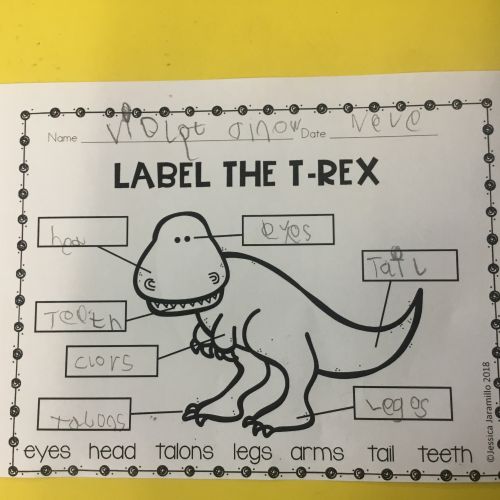 Name violet Date
LABEL THE T-REX
hea
eyes
Tail
Teeth
Clors
talons
Leges
eyes head talons legs arms tail teeth
©Jessica Jaramillo 2018